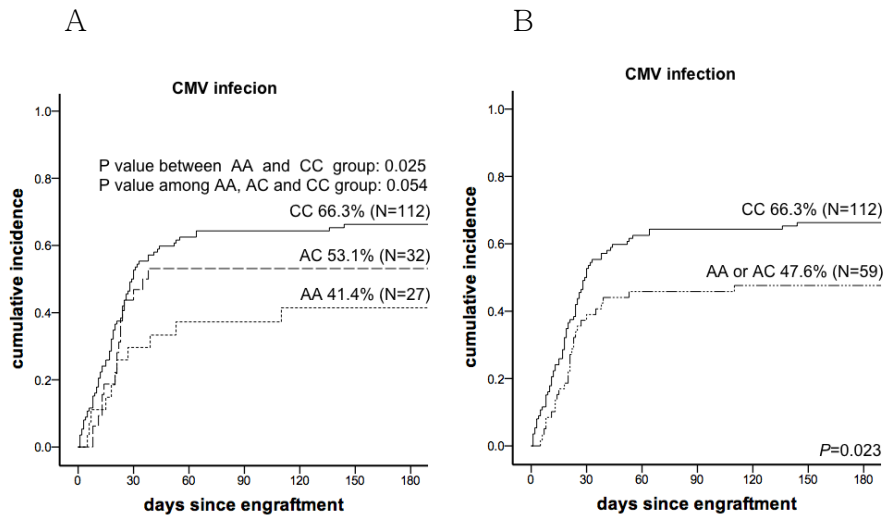 A
CMV infecion
cumulative incidence
1.0
0.8
0.6
0.4
0.2
0.0
P value between AA and CC group: 0.025
P value among AA, AC and CC group: 0.054
CC 66.3% (N=112)
AC 53.1% (N=32)
AA 41.4% (N=27)
0 30 60 90 120 150 180
days since engraftment
B
CMV infection
cumulative incidence
1.0
0.8
0.6
0.4
0.2
0.0
CC 66.3% (N=112)
AA or AC 47.6% (N=59)
P=0.023
0 30 60 90 120 150 180
days since engraftment